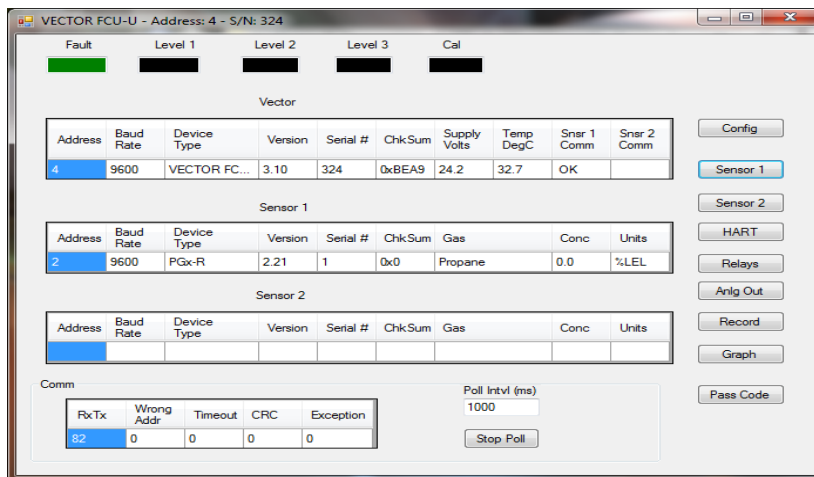 VECTOR FCU-U - Address: 4 - S/N: 324
Fault Level 1 Level 2 Level 3 Cal
Vector
Address Baud Rate Device Type Version Serial # ChkSum Supply Volts Temp DegC Snsr 1 Comm Snsr 2 Comm
4 9600 VECTOR FC... 3.10 324 0xBEA9 24.2 32.7 OK
Config
Sensor 1
Sensor 2
HART
Relays
Anlg Out
Record
Graph
Pass Code
Sensor 1
Address Baud Rate Device Type Version Serial # ChkSum Gas Conc Units
2 9600 PGx-R 2.21 1 0x0 Propane 0.0 %LEL
Sensor 2
Address Baud Rate Device Type Version Serial # ChkSum Gas Conc Units
Comm
RxTx Wrong Addr Timeout CRC Exception
82 0 0 0 0
Poll Intvl (ms)
1000
Stop Poll